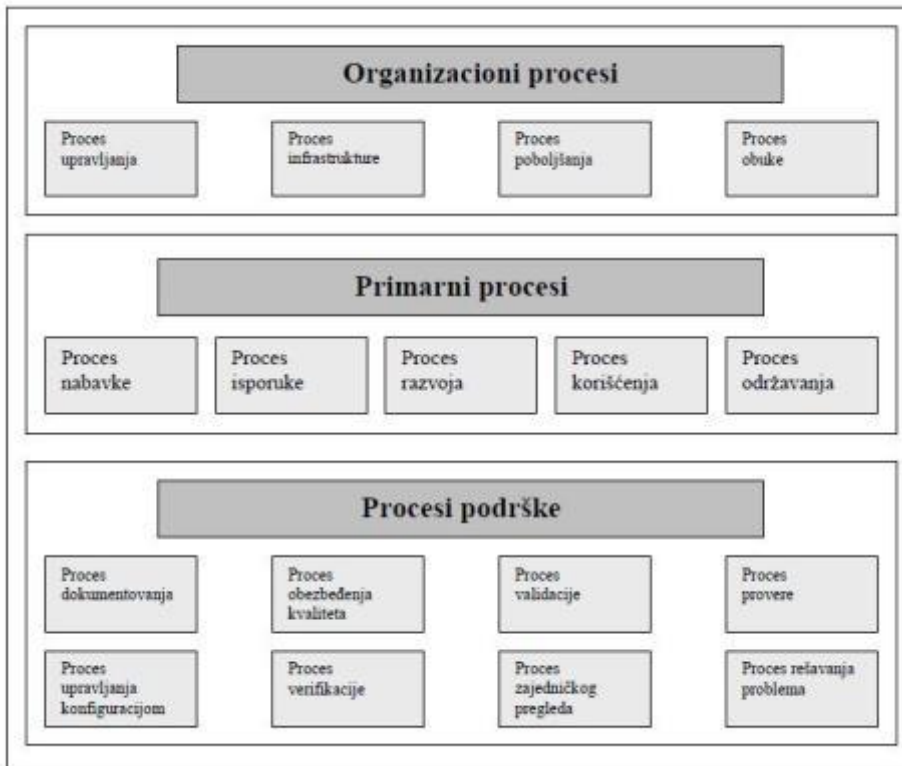 Organizacioni procesi
Proces
upravljanja
Proces
infrastrukture
Proces
poboljšanja
Proces
obuke
Primarni procesi
Proces
nabavke
Proces
isporuke
Proces
razvoja
Proces
korišćenja
Proces
održavanja
Procesi podrške
Proces
dokumentovanja
Proces
obezbeđenja
kvaliteta
Proces
validacije
Proces
provere
Proces
upravljanja
konfiguracijom
Proces
verifikacije
Proces
zajedničkog
pregleda
Proces rešavanja
problema